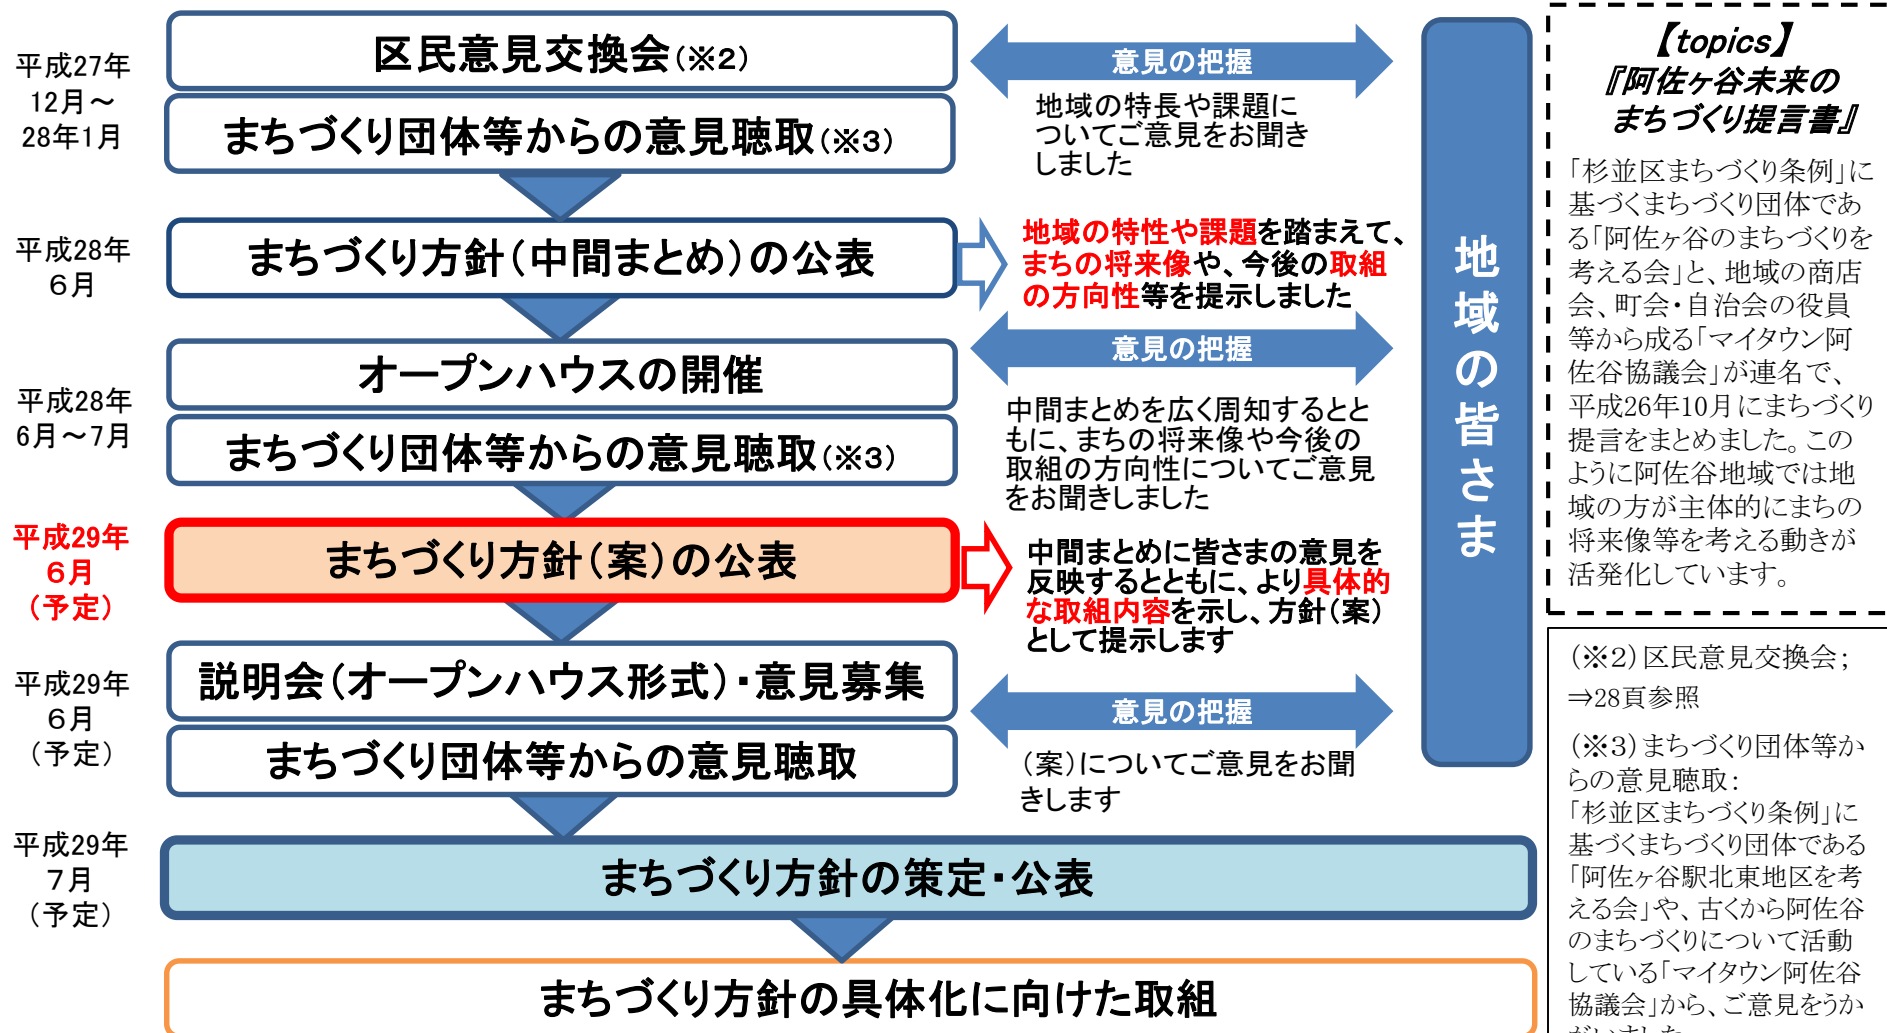 平成27年
12月～
28年1月
区民意見交換会(※2)
まちづくり団体等からの意見聴取(※3)
意見の把握
地域の特長や課題に
ついてご意見をお聞き
しました
平成28年
６月
まちづくり方針(中間まとめ)の公表
地域の特性や課題を踏まえて、
まちの将来像や、今後の取組
の方向性等を提示しました
平成28年
6月～7月
オープンハウスの開催
まちづくり団体等からの意見聴取(※3)
意見の把握
中間まとめを広く周知するとと
もに、まちの将来像や今後の
取組の方向性についてご意見
をお聞きしました
平成29年
６月
(予定)
まちづくり方針(案)の公表
中間まとめに皆さまの意見を
反映するとともに、より具体的
な取組内容を示し、方針(案)
として提示します
平成29年
６月
(予定)
説明会(オープンハウス形式)・意見募集
まちづくり団体等からの意見聴取
意見の把握
(案)についてご意見をお聞
きします
平成29年
７月
(予定)
まちづくり方針の策定・公表
まちづくり方針の具体化に向けた取組
地域の皆さま
【topics】
『阿佐ヶ谷未来の
まちづくり提言書』
「杉並区まちづくり条例」に
基づくまちづくり団体であ
る「阿佐ヶ谷のまちづくりを
考える会」と、地域の商店
会、町会・自治会の役員
等から成る「マイタウン阿
佐谷協議会」が連名で、
平成26年10月にまちづくり
提言をまとめました。この
ように阿佐谷地域では地
域の方が主体的にまちの
将来像等を考える動きが
活発化しています。
(※2)区民意見交換会；
⇒28頁参照
(※3)まちづくり団体等か
らの意見聴取：
「杉並区まちづくり条例」に
基づくまちづくり団体である
「阿佐ヶ谷駅北東地区を考
える会」や、古くから阿佐谷
のまちづくりについて活動
している「マイタウン阿佐谷
協議会」から、ご意見をうか
がいました